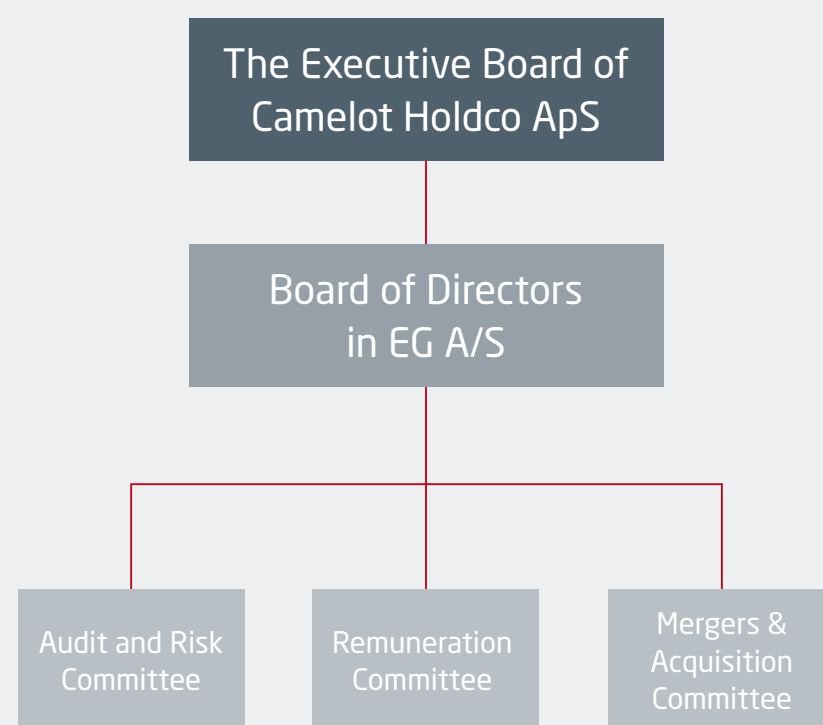 The Executive Board of
Camelot Holdco ApS
Board of Directors
in EG A/S
Audit and Risk
Committee
Remuneration
Committee
Mergers &
Acquisition
Committee